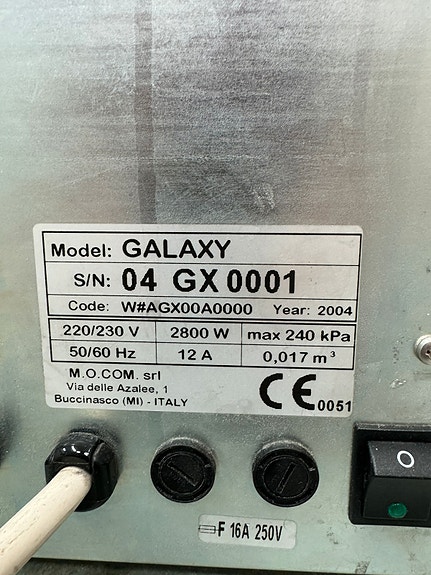 Model: GALAXY
S/N: 04 GX 0001
Code: W#AGX00A0000 Year: 2004
220/230 V 2800 W max 240 kPa
50/60 Hz 12 A 0,017 m³
M.O.COM. srl
Via delle Azalee, 1
Buccinasco (MI) - ITALY
CE 0051
O
F 16A 250V